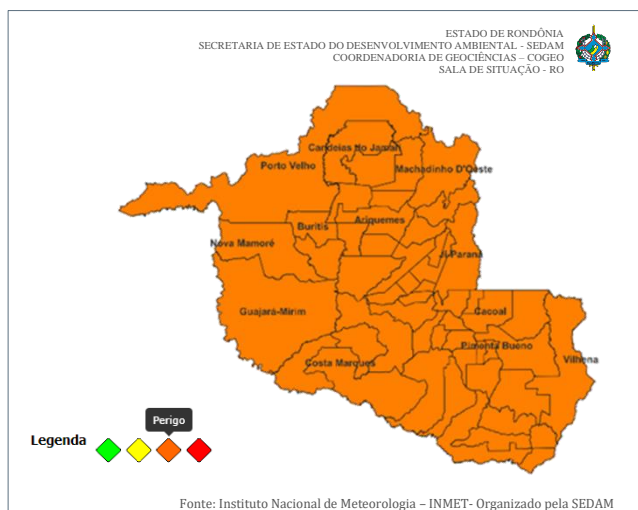 ESTADO DE RONDÔNIA
SECRETARIA DE ESTADO DO DESENVOLVIMENTO AMBIENTAL - SEDAM
COORDENADORIA DE GEOCIÊNCIAS – COGEO
SALA DE SITUAÇÃO - RO
Candeias do Jamari
Porto Velho
Machadinho D'Oeste
Ariquemes
Buritis
Nova Mamoré
Ji-Paraná
Guajará-Mirim
Cacoal
Pimenta Bueno
Costa Marques
Vilhena
Perigo
Legenda
Fonte: Instituto Nacional de Meteorologia – INMET- Organizado pela SEDAM